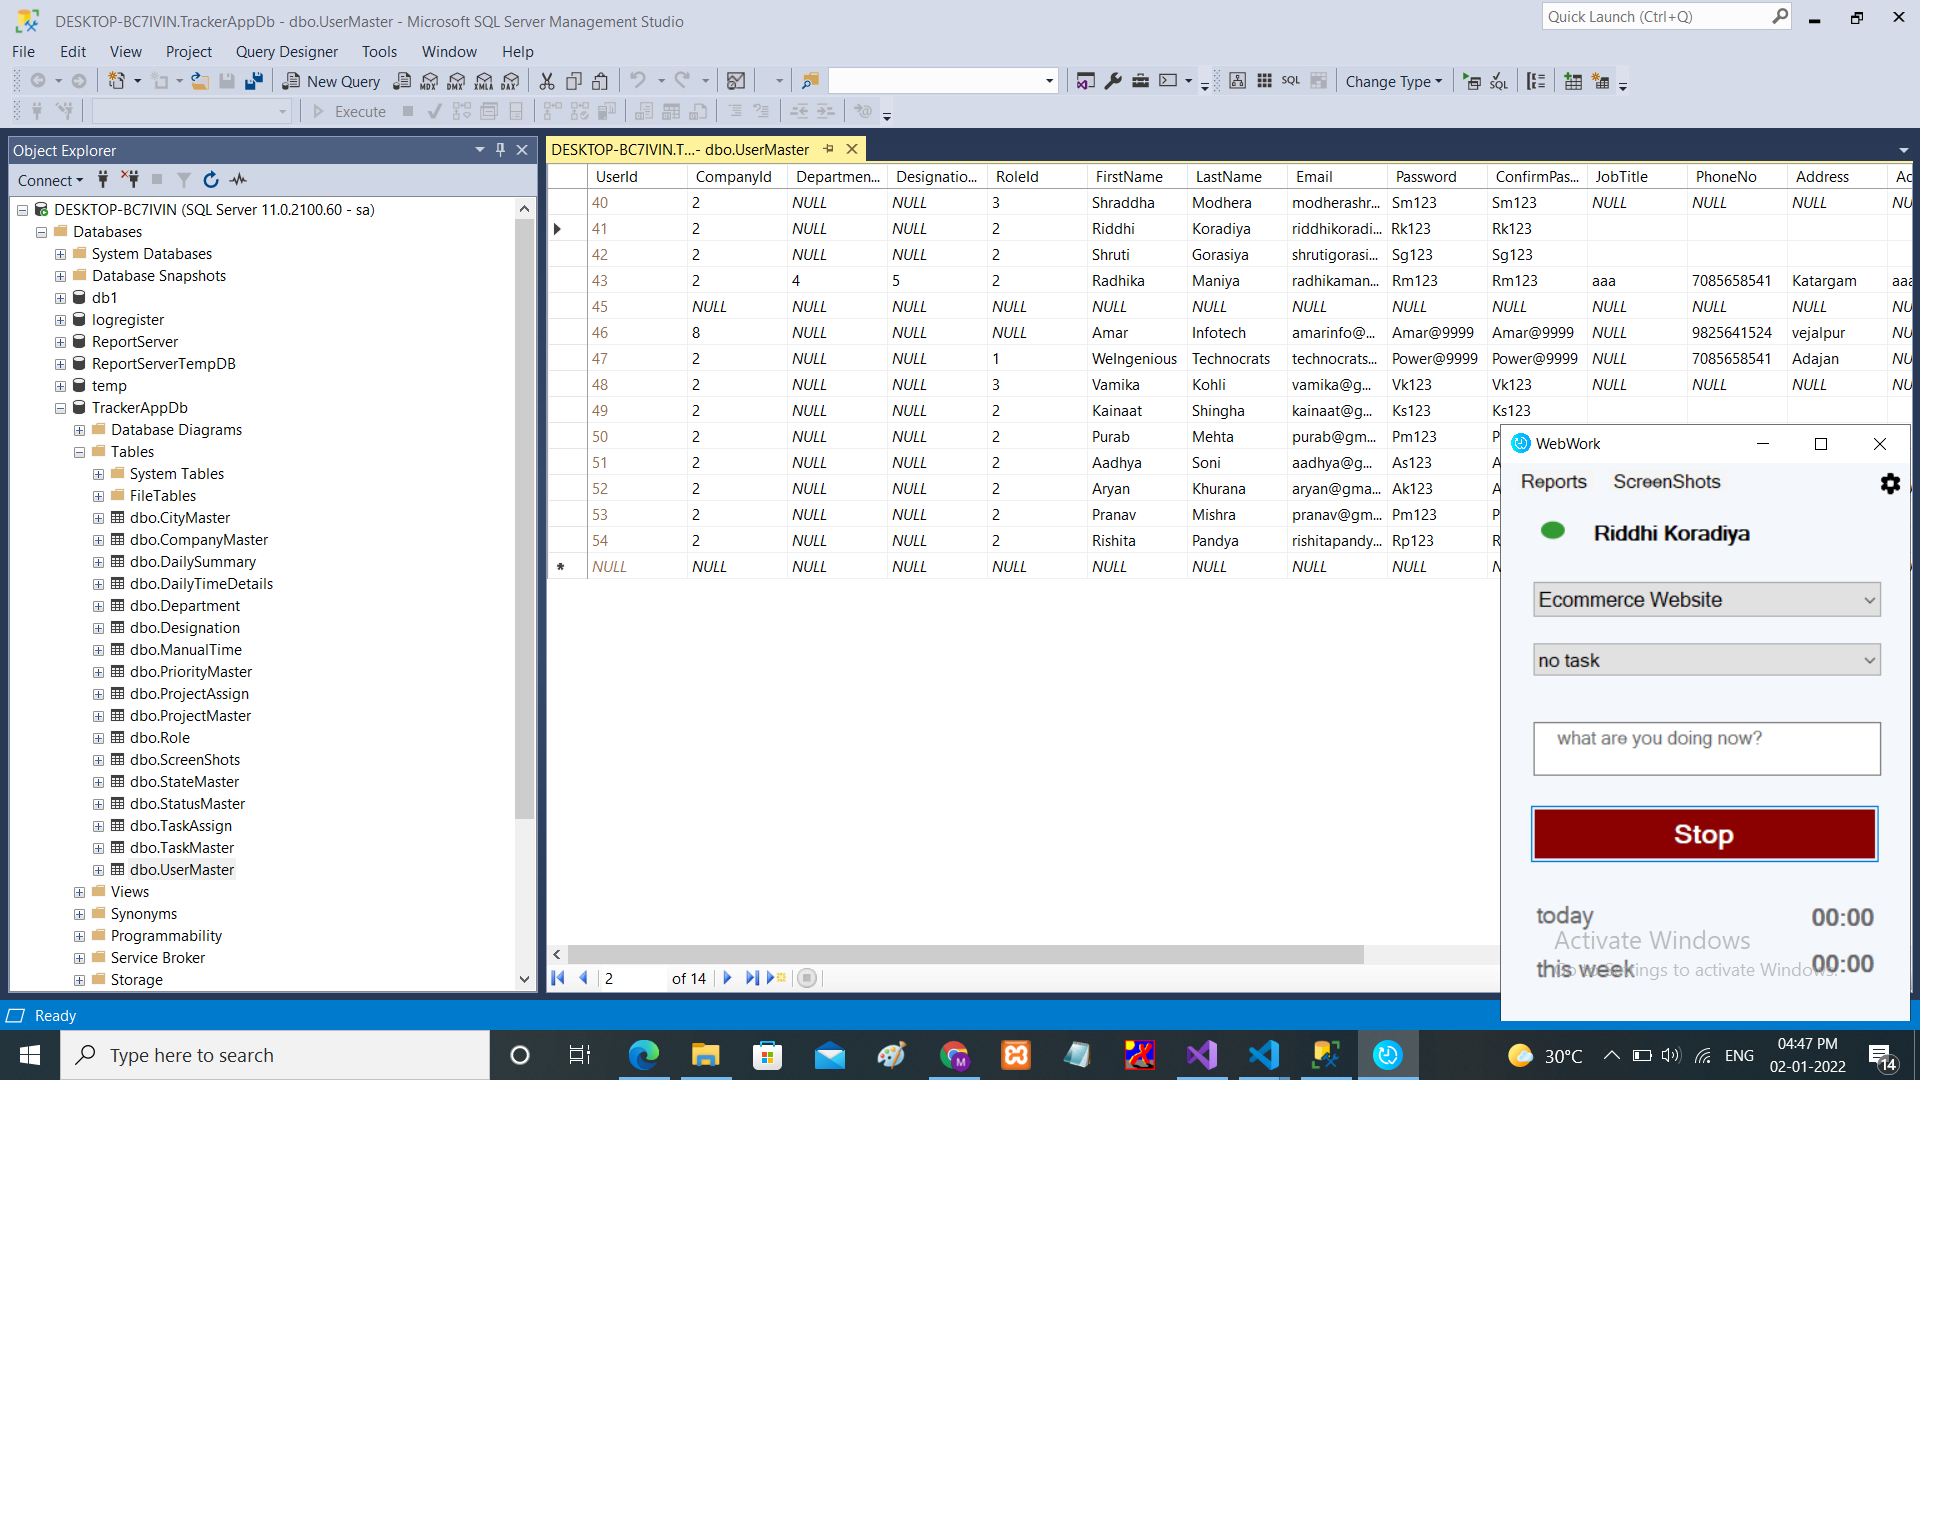 DESKTOP-BC7IVIN.TrackerAppDb - dbo.UserMaster - Microsoft SQL Server Management Studio
Quick Launch (Ctrl+Q)
File Edit View Project Query Designer Tools Window Help
New Query MDX DMX XMLA DAX SQL Change Type SQL
Execute
Object Explorer
Connect
DESKTOP-BC7IVIN (SQL Server 11.0.2100.60 - sa)
Databases
System Databases
Database Snapshots
db1
logregister
ReportServer
ReportServerTempDB
temp
TrackerAppDb
Database Diagrams
Tables
System Tables
FileTables
dbo.CityMaster
dbo.CompanyMaster
dbo.DailySummary
dbo.DailyTimeDetails
dbo.Department
dbo.Designation
dbo.ManualTime
dbo.PriorityMaster
dbo.ProjectAssign
dbo.ProjectMaster
dbo.Role
dbo.ScreenShots
dbo.StateMaster
dbo.StatusMaster
dbo.TaskAssign
dbo.TaskMaster
dbo.UserMaster
Views
Synonyms
Programmability
Service Broker
Storage
DESKTOP-BC7IVIN.T...- dbo.UserMaster
UserId CompanyId Departmen... Designatio... RoleId FirstName LastName Email Password ConfirmPas... JobTitle PhoneNo Address Ac
40 2 NULL NULL 3 Shraddha Modhera modherashr... Sm123 Sm123 NULL NULL NULL NU
41 2 NULL NULL 2 Riddhi Koradiya riddhikoradi... Rk123 Rk123
42 2 NULL NULL 2 Shruti Gorasiya shrutigorasi... Sg123 Sg123
43 2 4 5 2 Radhika Maniya radhikaman... Rm123 Rm123 aaa 7085658541 Katargam aaa
45 NULL NULL NULL NULL NULL NULL NULL NULL NULL NULL NULL NULL NU
46 8 NULL NULL NULL Amar Infotech amarinfo@... Amar@9999 Amar@9999 NULL 9825641524 vejalpur NU
47 2 NULL NULL 1 WeIngenious Technocrats technocrats... Power@9999 Power@9999 NULL 7085658541 Adajan NU
48 2 NULL NULL 3 Vamika Kohli vamika@g... Vk123 Vk123 NULL NULL NULL NU
49 2 NULL NULL 2 Kainaat Shingha kainaat@g... Ks123 Ks123
50 2 NULL NULL 2 Purab Mehta purab@gm... Pm123 P
51 2 NULL NULL 2 Aadhya Soni aadhya@g... As123 A
52 2 NULL NULL 2 Aryan Khurana aryan@gma... Ak123 A
53 2 NULL NULL 2 Pranav Mishra pranav@gm... Pm123 P
54 2 NULL NULL 2 Rishita Pandya rishitapandy... Rp123 R
* NULL NULL NULL NULL NULL NULL NULL NULL NULL N
2 of 14
WebWork
Reports ScreenShots
Riddhi Koradiya
Ecommerce Website
no task
what are you doing now?
Stop
today 00:00
Activate Windows
this week 00:00
Go to Settings to activate Windows.
Ready
Type here to search
M
30°C ENG
04:47 PM
02-01-2022
14